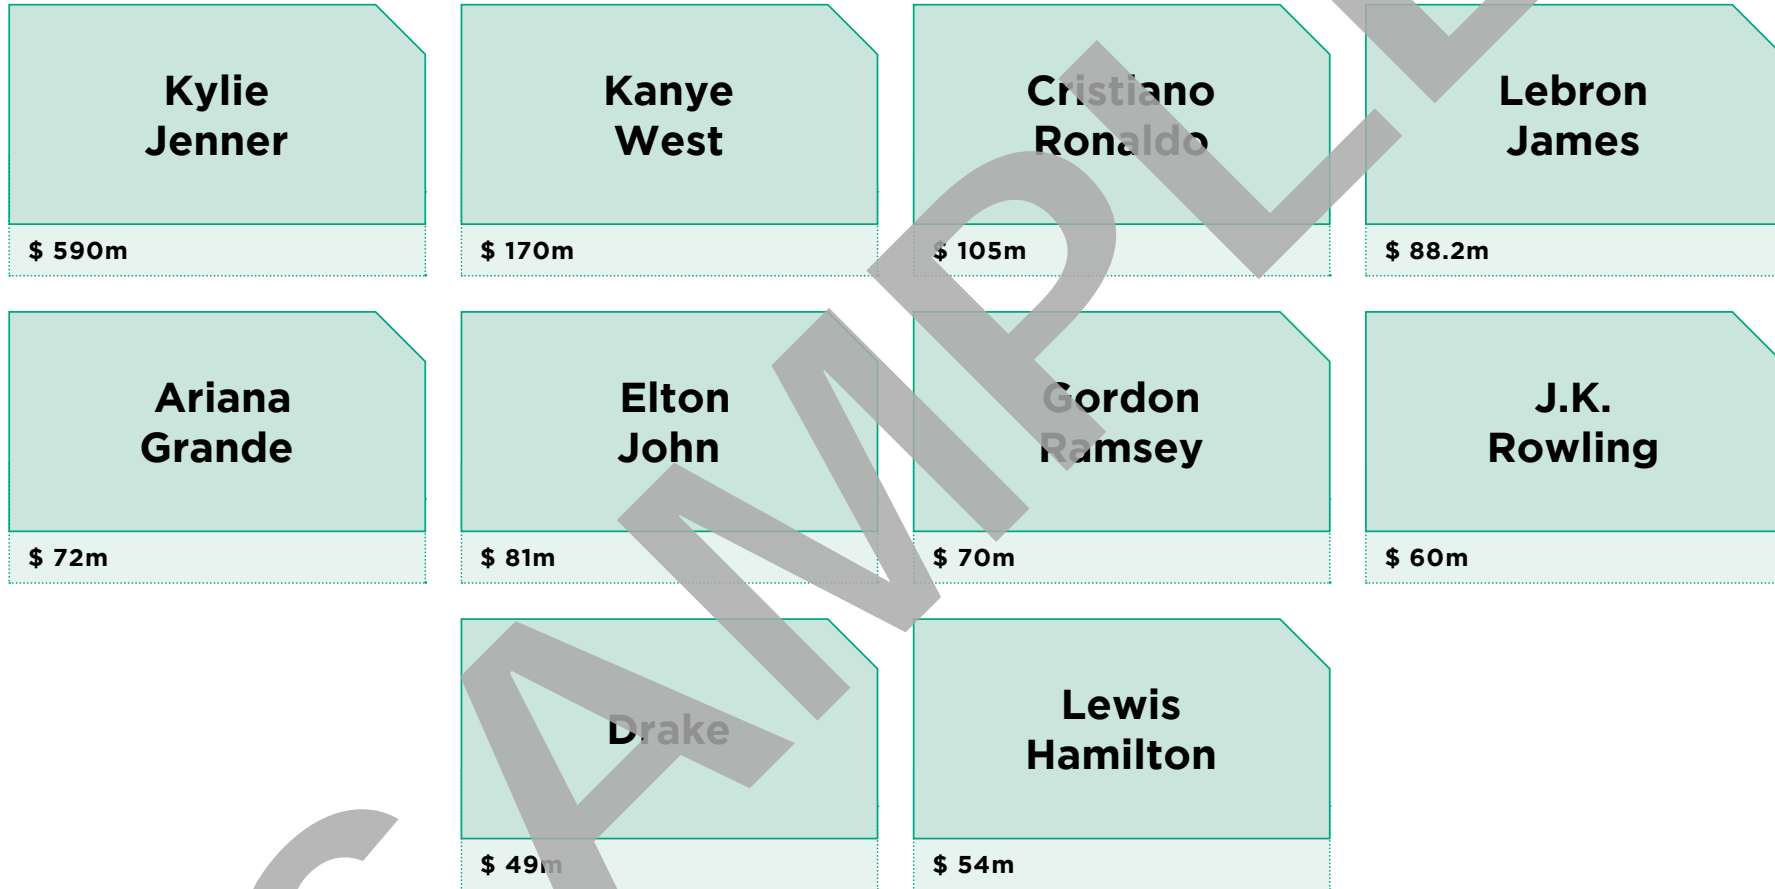 Kylie
Jenner
$ 590m
Kanye
West
$ 170m
Cristiano
Ronaldo
$ 105m
Lebron
James
$ 88.2m
Ariana
Grande
$ 72m
Elton
John
$ 81m
Gordon
Ramsey
$ 70m
J.K.
Rowling
$ 60m
Drake
$ 49m
Lewis
Hamilton
$ 54m
SAMPLE